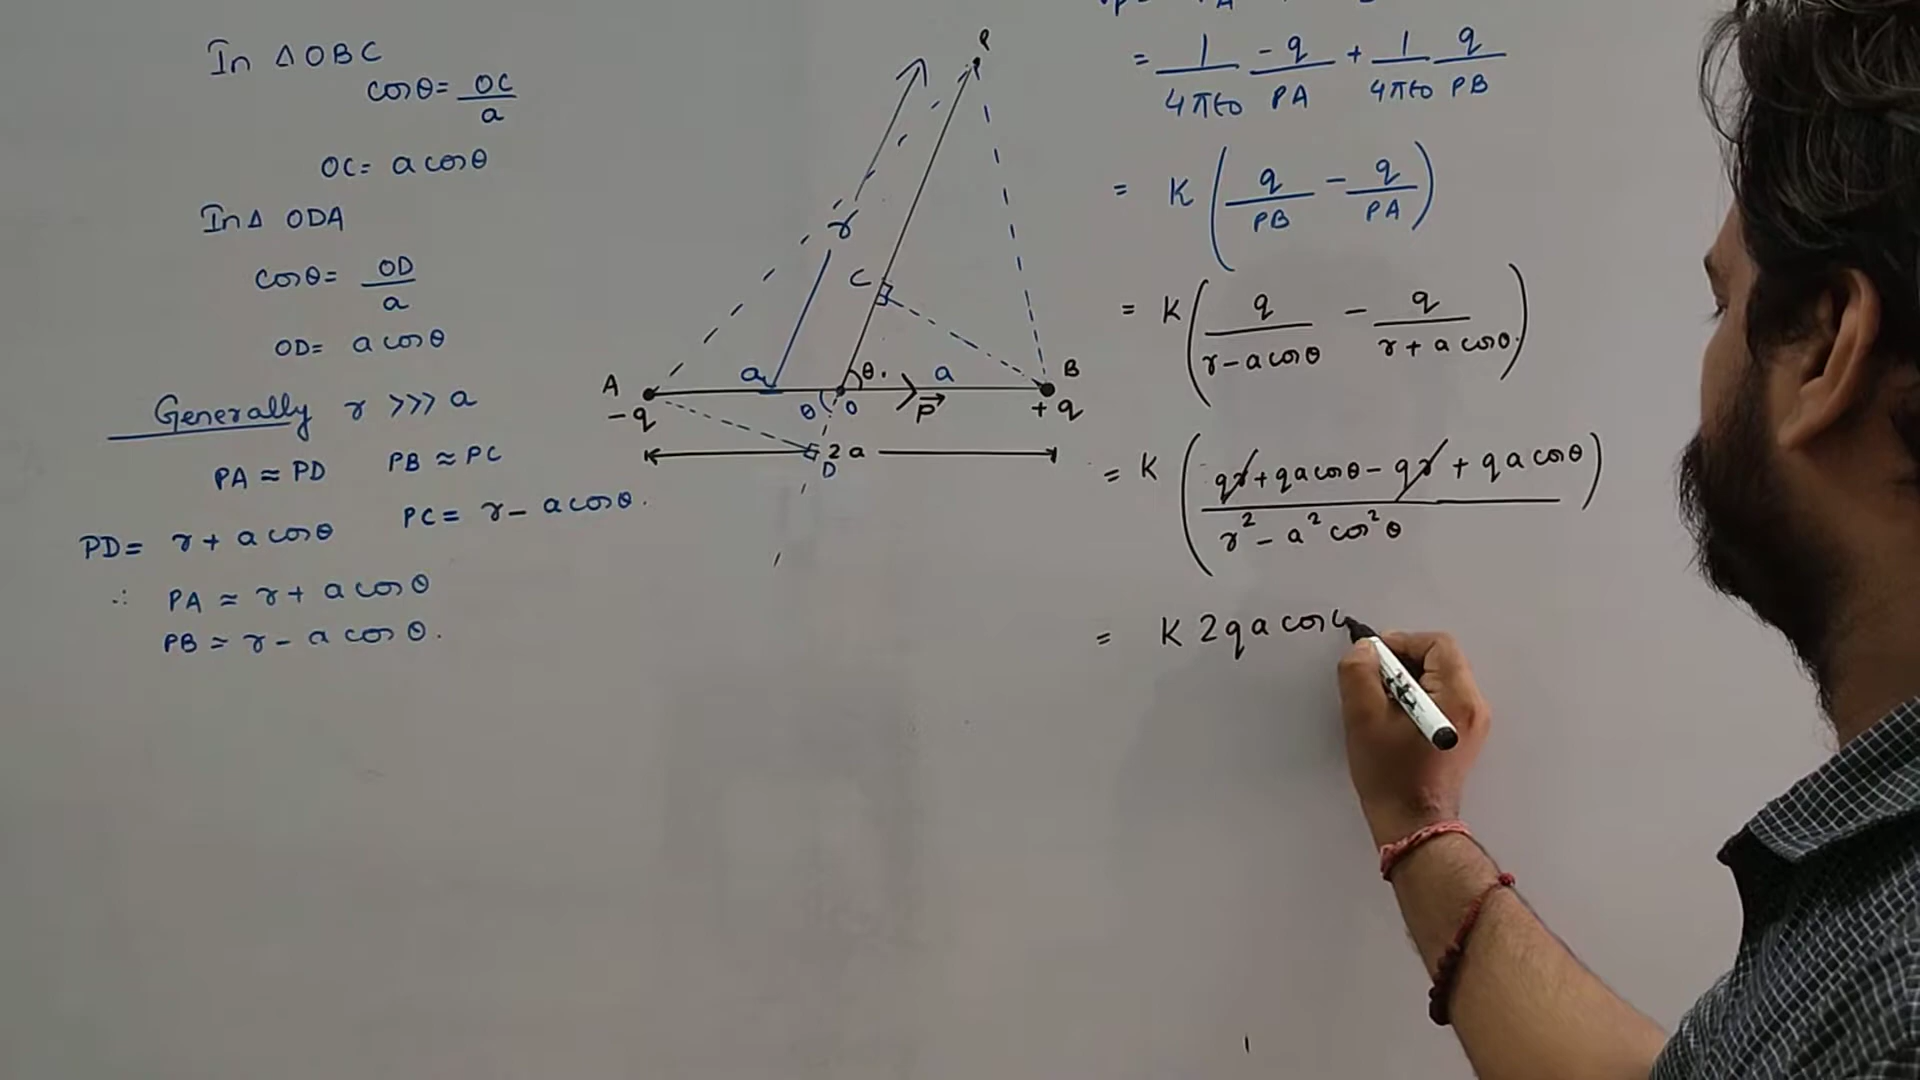 In ΔOBC
cosθ = OC/a
OC = a cosθ
In Δ ODA
cosθ = OD/a
OD = a cosθ
Generally r >>> a
PA ≈ PD PB ≈ PC
PD = r + a cosθ PC = r - a cosθ.
∴ PA ≈ r + a cosθ
PB ≈ r - a cosθ.
P
r
C
A a θ. a B
-q θ O P⃗ +q
2a
D
= 1/4πε0 -q/PA + 1/4πε0 q/PB
= K (q/PB - q/PA)
= K (q/r - a cosθ - q/r + a cosθ.)
= K (qr + qa cosθ - qr + qa cosθ / r² - a² cos²θ)
= K 2qa cos